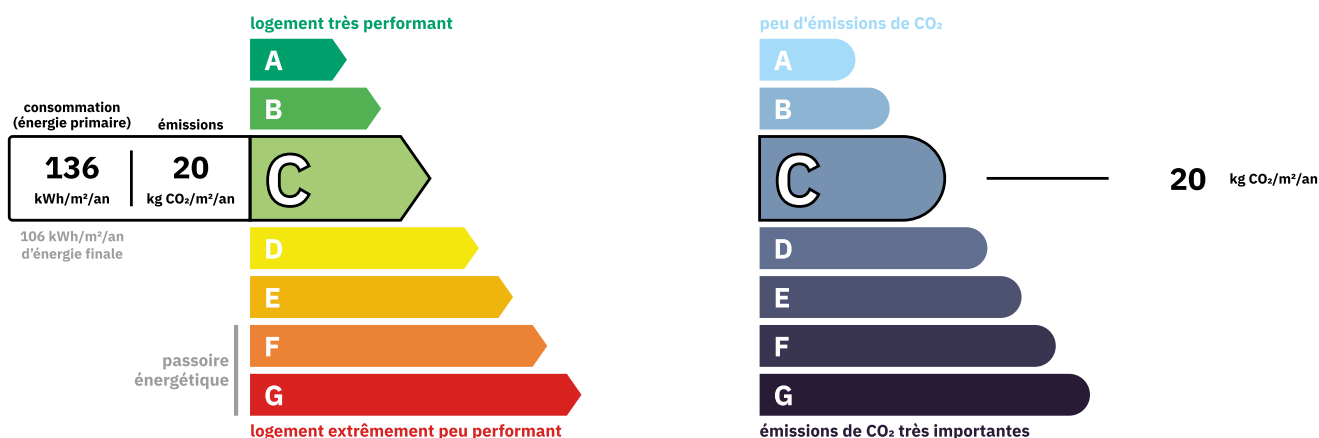 logement très performant
A
B
consommation
(énergie primaire)
émissions
136
kWh/m²/an
20
kg CO₂/m²/an
C
106 kWh/m²/an
d'énergie finale
D
E
F
passoire
énergétique
G
logement extrêmement peu performant
peu d'émissions de CO₂
A
B
C
20 kg CO₂/m²/an
D
E
F
G
émissions de CO₂ très importantes